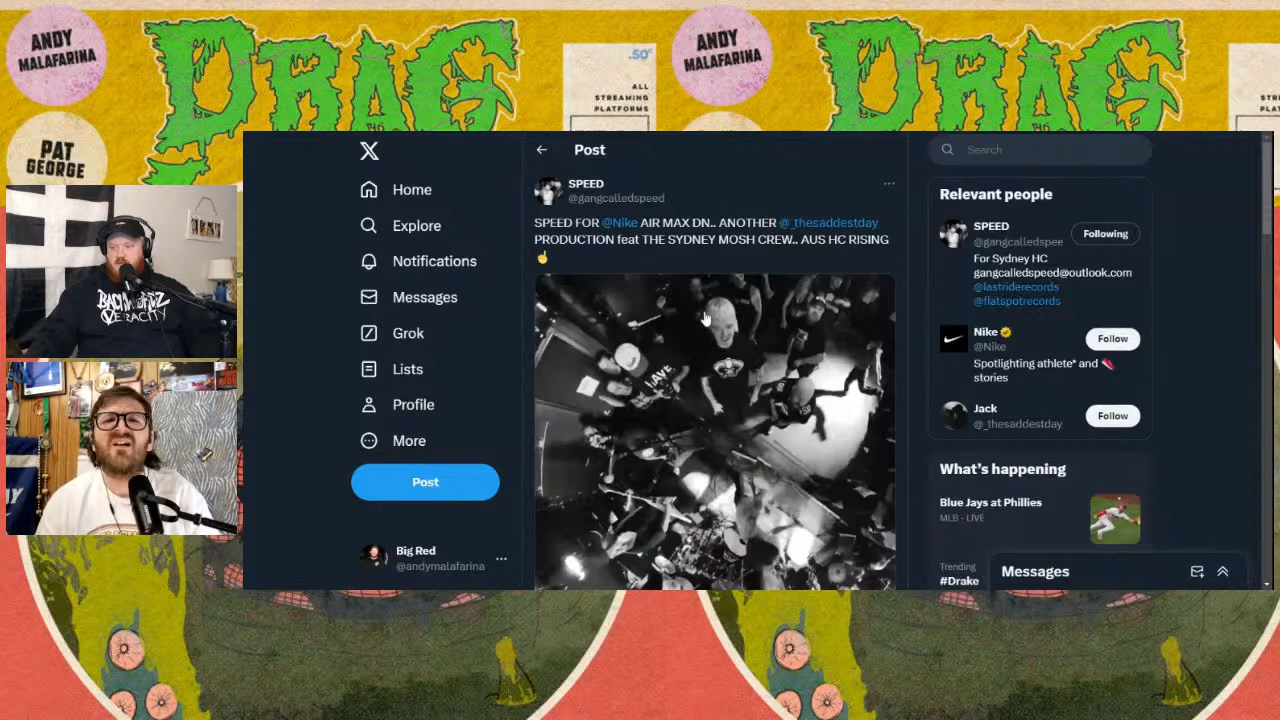 ANDY
MALAFARINA
DRAG
.50¢
ALL
STREAMING
PLATFORMS
PAT
GEORGE
ANDY
MALAFARINA
DRAG
Home
Explore
Notifications
Messages
Grok
Lists
Profile
More
Post
Big Red
@andymalafarina
Post
SPEED
@gangcalledspeed
SPEED FOR @Nike AIR MAX DN.. ANOTHER @_thesaddestday
PRODUCTION feat THE SYDNEY MOSH CREW.. AUS HC RISING
☝
Search
Relevant people
SPEED
@gangcalledspee
Following
For Sydney HC
gangcalledspeed@outlook.com
@lastriderecords
@flatspotrecords
Nike
@Nike
Follow
Spotlighting athlete* and 👟
stories
Jack
@_thesaddestday
Follow
What's happening
Blue Jays at Phillies
MLB · LIVE
Trending
#Drake
Messages
VERACITY